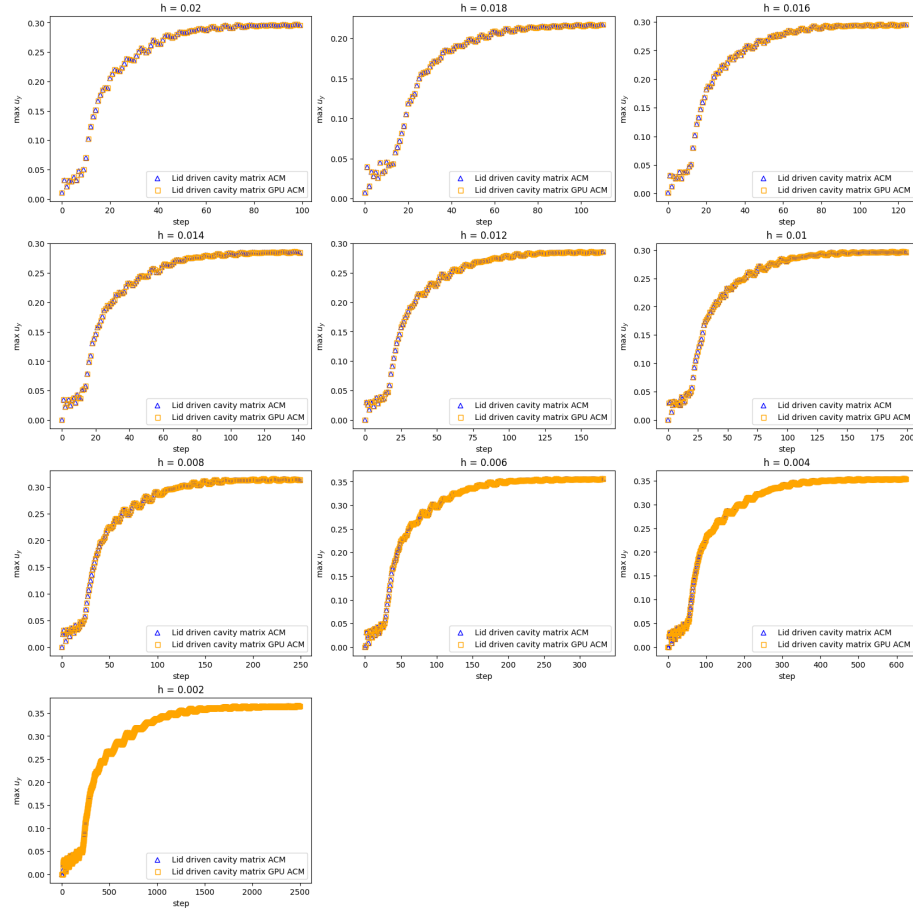 h = 0.02
0.30
0.25
0.20
0.15
0.10
0.05
0.00
max u_y
0 20 40 60 80 100
step
Lid driven cavity matrix ACM
Lid driven cavity matrix GPU ACM
h = 0.018
0.20
0.15
0.10
0.05
0.00
max u_y
0 20 40 60 80 100
step
Lid driven cavity matrix ACM
Lid driven cavity matrix GPU ACM
h = 0.016
0.30
0.25
0.20
0.15
0.10
0.05
0.00
max u_y
0 20 40 60 80 100 120
step
Lid driven cavity matrix ACM
Lid driven cavity matrix GPU ACM
h = 0.014
0.30
0.25
0.20
0.15
0.10
0.05
0.00
max u_y
0 20 40 60 80 100 120 140
step
Lid driven cavity matrix ACM
Lid driven cavity matrix GPU ACM
h = 0.012
0.30
0.25
0.20
0.15
0.10
0.05
0.00
max u_y
0 25 50 75 100 125 150
step
Lid driven cavity matrix ACM
Lid driven cavity matrix GPU ACM
h = 0.01
0.30
0.25
0.20
0.15
0.10
0.05
0.00
max u_y
0 25 50 75 100 125 150 175 200
step
Lid driven cavity matrix ACM
Lid driven cavity matrix GPU ACM
h = 0.008
0.30
0.25
0.20
0.15
0.10
0.05
0.00
max u_y
0 50 100 150 200 250
step
Lid driven cavity matrix ACM
Lid driven cavity matrix GPU ACM
h = 0.006
0.35
0.30
0.25
0.20
0.15
0.10
0.05
0.00
max u_y
0 50 100 150 200 250 300
step
Lid driven cavity matrix ACM
Lid driven cavity matrix GPU ACM
h = 0.004
0.35
0.30
0.25
0.20
0.15
0.10
0.05
0.00
max u_y
0 100 200 300 400 500 600
step
Lid driven cavity matrix ACM
Lid driven cavity matrix GPU ACM
h = 0.002
0.35
0.30
0.25
0.20
0.15
0.10
0.05
0.00
max u_y
0 500 1000 1500 2000 2500
step
Lid driven cavity matrix ACM
Lid driven cavity matrix GPU ACM